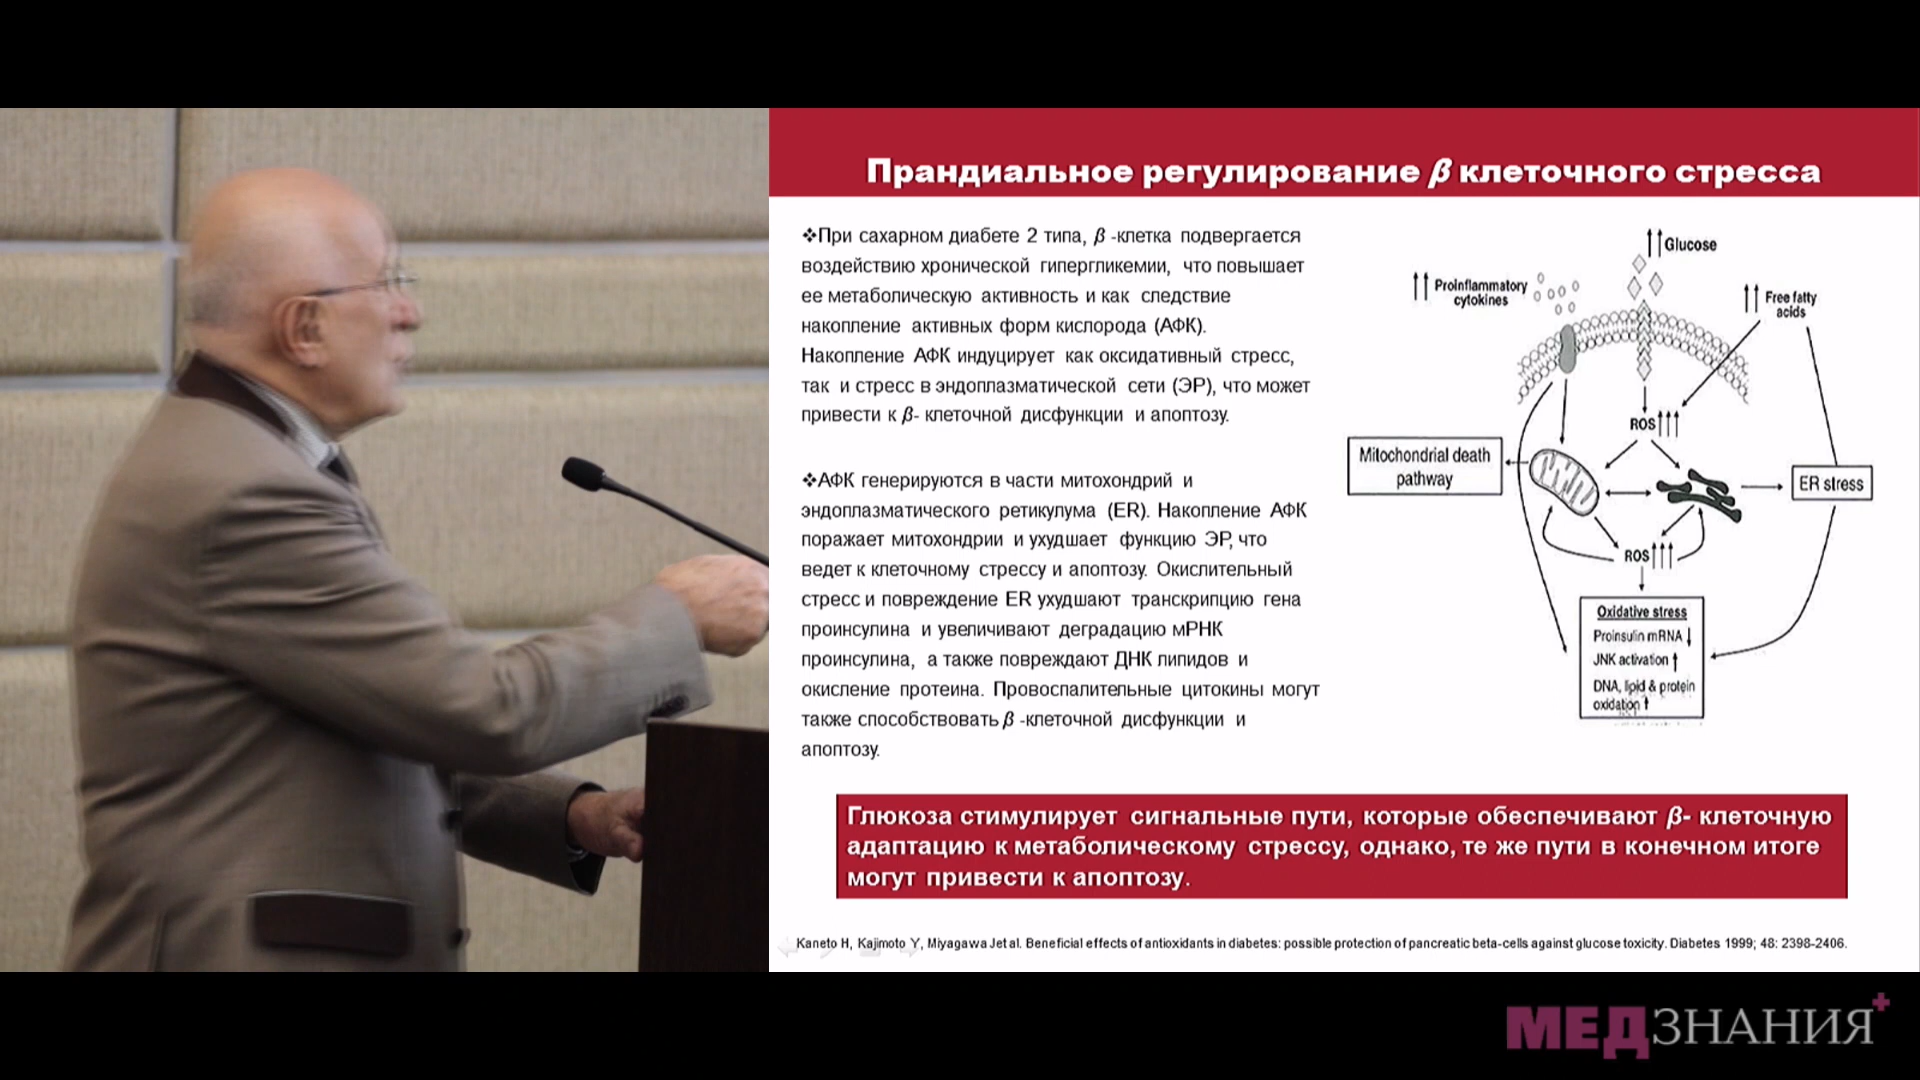 Прандиальное регулирование β клеточного стресса
❖При сахарном диабете 2 типа, β -клетка подвергается
воздействию хронической гипергликемии, что повышает
ее метаболическую активность и как следствие
накопление активных форм кислорода (АФК).
Накопление АФК индуцирует как оксидативный стресс,
так и стресс в эндоплазматической сети (ЭР), что может
привести к β- клеточной дисфункции и апоптозу.
❖АФК генерируются в части митохондрий и
эндоплазматического ретикулума (ER). Накопление АФК
поражает митохондрии и ухудшает функцию ЭР, что
ведет к клеточному стрессу и апоптозу. Окислительный
стресс и повреждение ER ухудшают транскрипцию гена
проинсулина и увеличивают деградацию мРНК
проинсулина, а также повреждают ДНК липидов и
окисление протеина. Провоспалительные цитокины могут
также способствовать β -клеточной дисфункции и
апоптозу.
↑↑ Glucose
↑↑ Proinflammatory
cytokines
↑↑ Free fatty
acids
ROS↑↑↑
Mitochondrial death
pathway
ER stress
ROS↑↑↑
Oxidative stress
Proinsulin mRNA ↓
JNK activation ↑
DNA, lipid & protein
oxidation ↑
Глюкоза стимулирует сигнальные пути, которые обеспечивают β- клеточную
адаптацию к метаболическому стрессу, однако, те же пути в конечном итоге
могут привести к апоптозу.
Kaneto H, Kajimoto Y, Miyagawa J et al. Beneficial effects of antioxidants in diabetes: possible protection of pancreatic beta-cells against glucose toxicity. Diabetes 1999; 48: 2398-2406.
МЕДЗНАНИЯ+